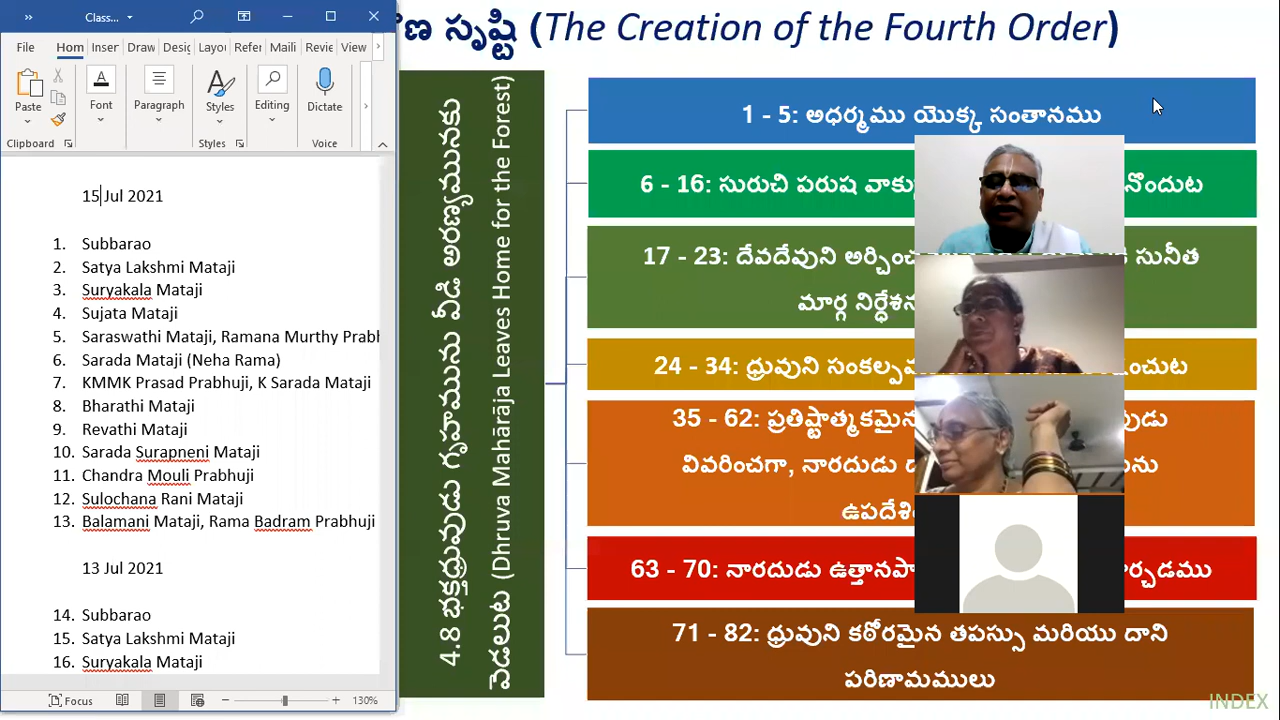 Class...
File Hom Inser Draw Desig Layo Refer Maili Revie View
Paste Font Paragraph Styles Editing Dictate
Clipboard Styles Voice
15 Jul 2021
1. Subbarao
2. Satya Lakshmi Mataji
3. Suryakala Mataji
4. Sujata Mataji
5. Saraswathi Mataji, Ramana Murthy Prabh
6. Sarada Mataji (Neha Rama)
7. KMMK Prasad Prabhuji, K Sarada Mataji
8. Bharathi Mataji
9. Revathi Mataji
10. Sarada Surapneni Mataji
11. Chandra Mouli Prabhuji
12. Sulochana Rani Mataji
13. Balamani Mataji, Rama Badram Prabhuji
13 Jul 2021
14. Subbarao
15. Satya Lakshmi Mataji
16. Suryakala Mataji
Focus 130%
సృష్టి (The Creation of the Fourth Order)
4.8 భక్తధ్రువుడు గృహమును వీడి అరణ్యమునకు
వెడలుట (Dhruva Mahārāja Leaves Home for the Forest)
1 - 5: అధర్మము యొక్క సంతానము
6 - 16: సురుచి పరుష
17 - 23: దేవదేవుని సునీత
మార్గ
24 - 34: ధ్రువుని
35 - 62: ప్రతిష్టాత్మకమైన
వివరించగా, నారదుడు
63 - 70: నారదుడు
71 - 82: ధ్రువుని కఠోరమైన తపస్సు మరియు దాని
పరిణామములు
INDEX